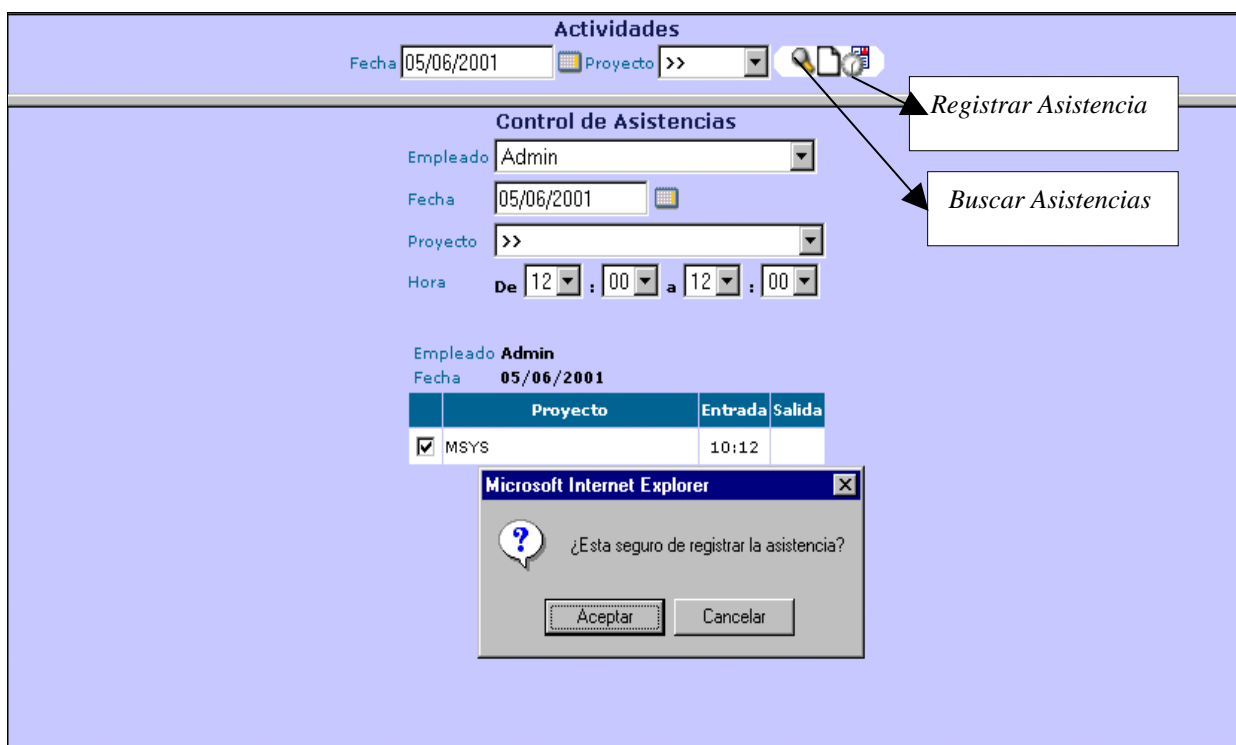 Actividades
Fecha 05/06/2001 Proyecto >>
Registrar Asistencia
Control de Asistencias
Empleado Admin
Buscar Asistencias
Fecha 05/06/2001
Proyecto >>
Hora De 12 : 00 a 12 : 00
Empleado Admin
Fecha 05/06/2001
Proyecto Entrada Salida
MSYS 10:12
Microsoft Internet Explorer
¿Esta seguro de registrar la asistencia?
Aceptar Cancelar